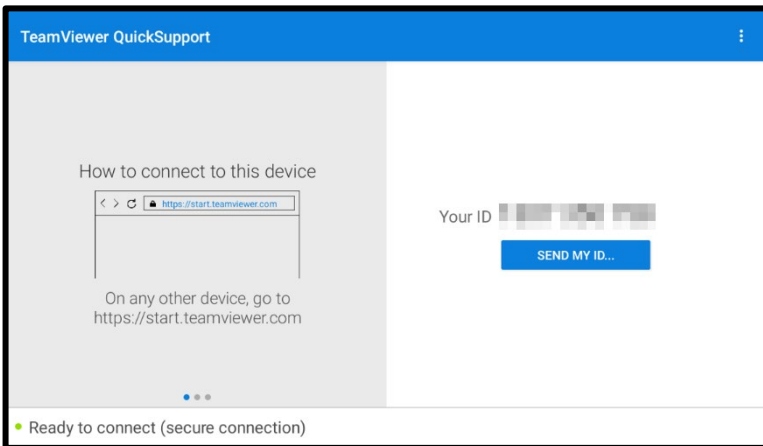 TeamViewer QuickSupport
How to connect to this device
https://start.teamviewer.com
On any other device, go to
https://start.teamviewer.com
Your ID
SEND MY ID...
Ready to connect (secure connection)